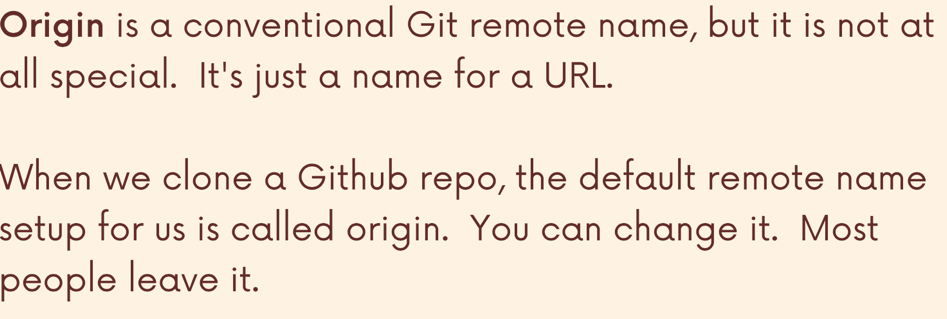 Origin is a conventional Git remote name, but it is not at
all special.  It's just a name for a URL.
When we clone a Github repo, the default remote name
setup for us is called origin.  You can change it.  Most
people leave it.